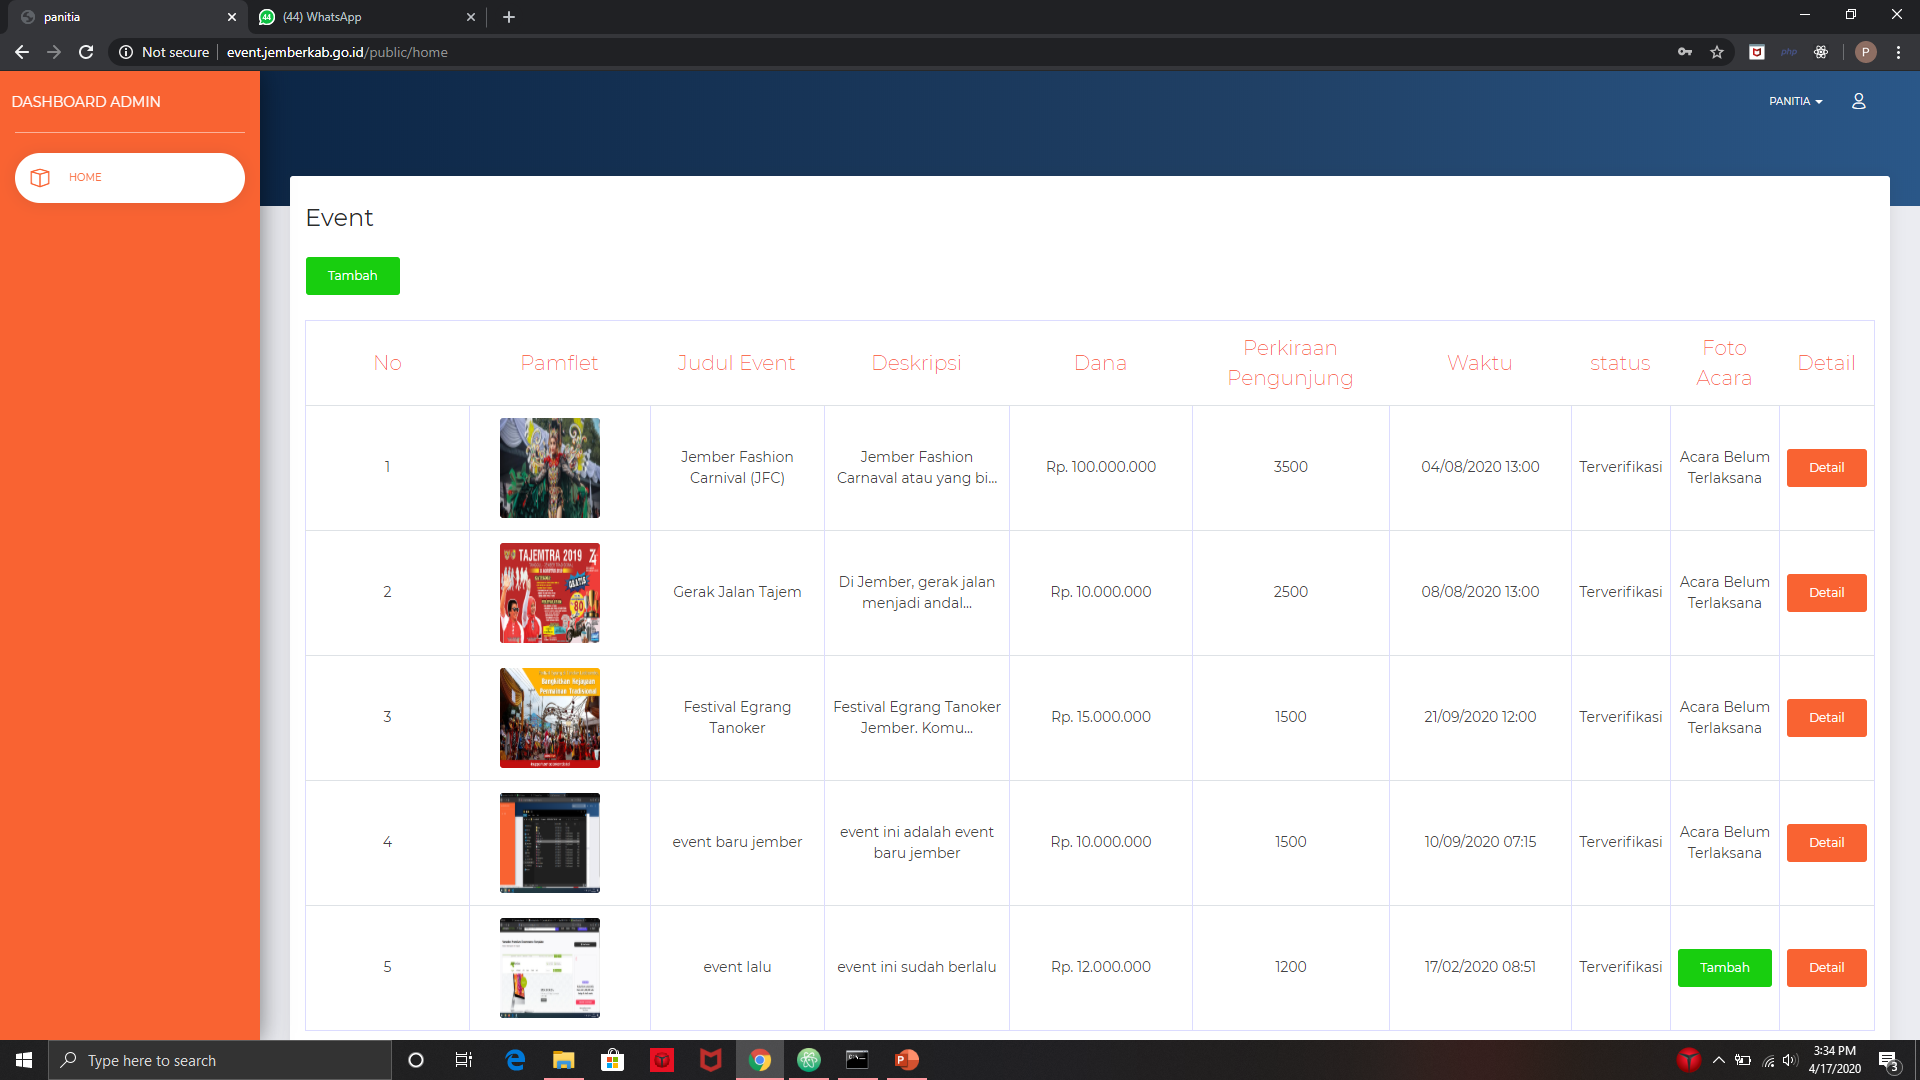 panitia
(44) WhatsApp
Not secure
event.jemberkab.go.id/public/home
php
P
DASHBOARD ADMIN
PANITIA
HOME
Event
Tambah
No
Pamflet
Judul Event
Deskripsi
Dana
Perkiraan
Pengunjung
Waktu
status
Foto
Acara
Detail
1
Jember Fashion
Carnival (JFC)
Jember Fashion
Carnaval atau yang bi...
Rp. 100.000.000
3500
04/08/2020 13:00
Terverifikasi
Acara Belum
Terlaksana
Detail
2
TAJEMTRA 2019
GRATIS
80
Gerak Jalan Tajem
Di Jember, gerak jalan
menjadi andal...
Rp. 10.000.000
2500
08/08/2020 13:00
Terverifikasi
Acara Belum
Terlaksana
Detail
3
Bangkitkan Kejayaan
Permainan Tradisional
Festival Egrang
Tanoker
Festival Egrang Tanoker
Jember. Komu...
Rp. 15.000.000
1500
21/09/2020 12:00
Terverifikasi
Acara Belum
Terlaksana
Detail
4
event baru jember
event ini adalah event
baru jember
Rp. 10.000.000
1500
10/09/2020 07:15
Terverifikasi
Acara Belum
Terlaksana
Detail
5
event lalu
event ini sudah berlalu
Rp. 12.000.000
1200
17/02/2020 08:51
Terverifikasi
Tambah
Detail
Type here to search
3:34 PM
4/17/2020
3